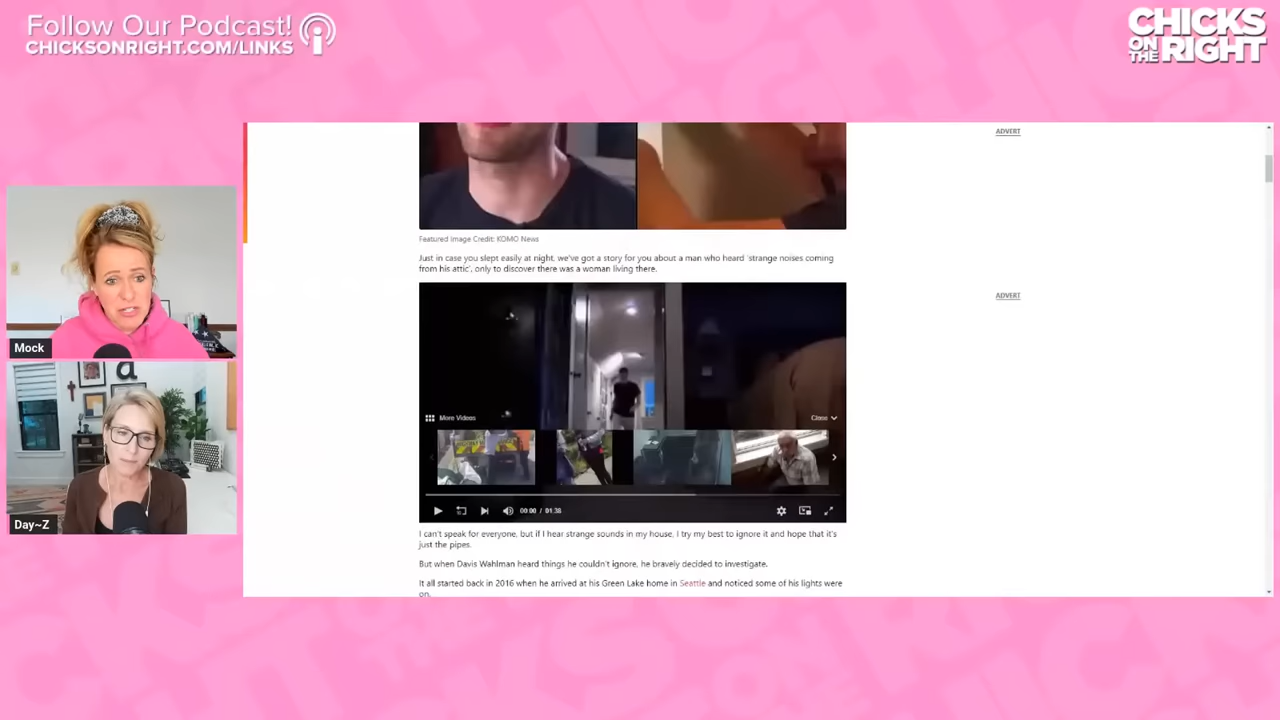 Follow Our Podcast!
CHICKSONRIGHT.COM/LINKS
CHICKS
ON THE RIGHT
ADVERT
Featured Image Credit: KOMO News
Just in case you slept easily at night, we've got a story for you about a man who heard 'strange noises coming
from his attic', only to discover there was a woman living there.
ADVERT
Mock
More Videos
Close
a
Day~Z
00:00 / 01:38
I can't speak for everyone, but if I hear strange sounds in my house, I try my best to ignore it and hope that it's
just the pipes.
But when Davis Wahlman heard things he couldn't ignore, he bravely decided to investigate.
It all started back in 2016 when he arrived at his Green Lake home in Seattle and noticed some of his lights were
on.